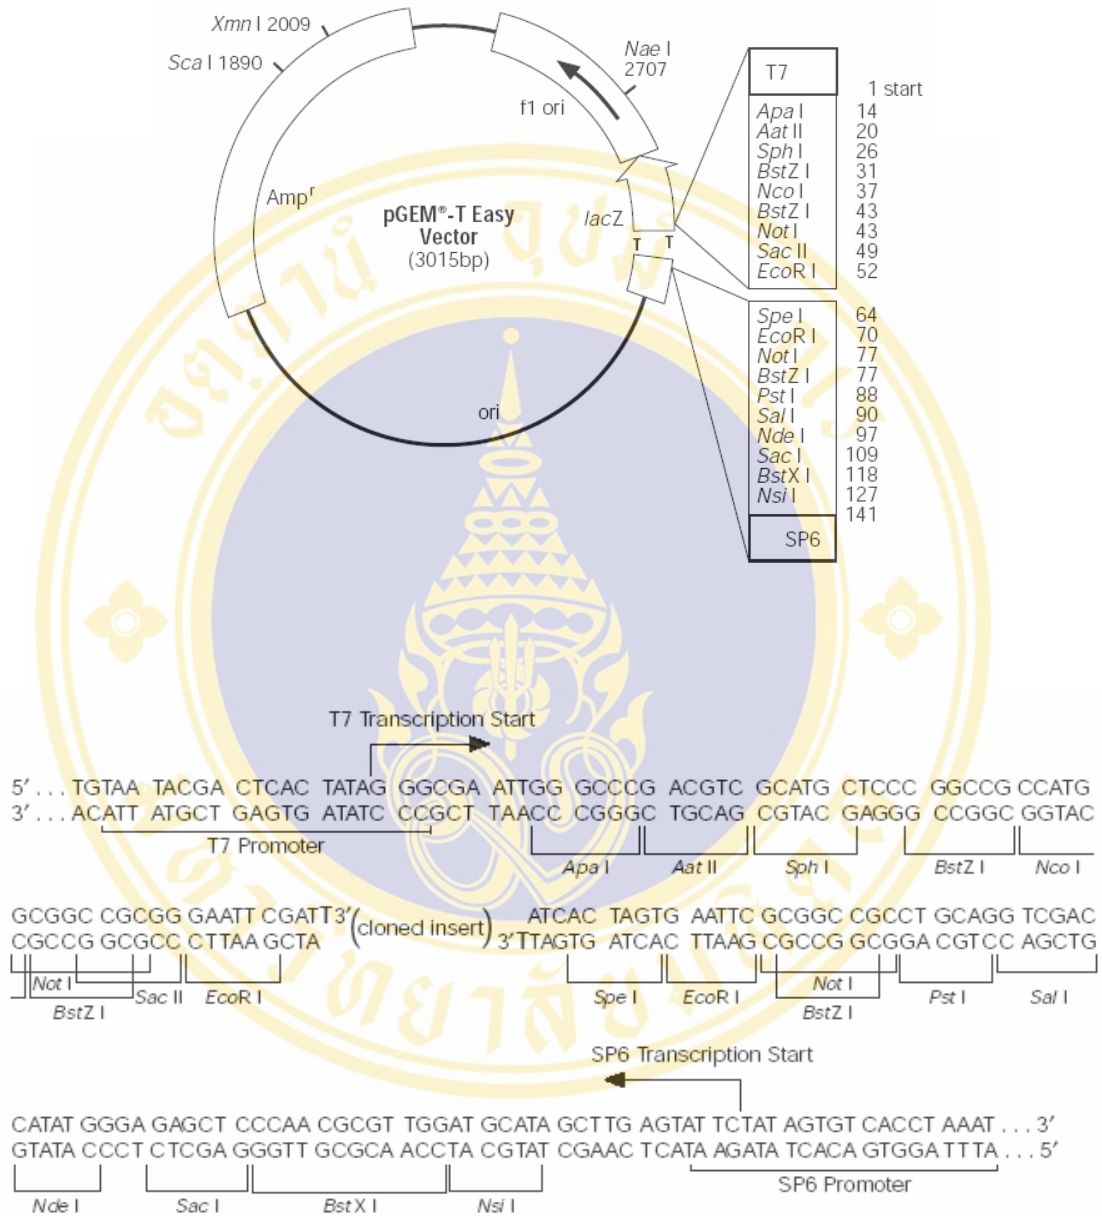 Xmn I 2009
Sca I 1890
Nae I
2707
f1 ori
Ampʳ
pGEM®-T Easy
Vector
(3015bp)
lacZ
T T
ori
T7
1 start
Apa I 14
Aat II 20
Sph I 26
BstZ I 31
Nco I 37
BstZ I 43
Not I 43
Sac II 49
EcoR I 52
Spe I 64
EcoR I 70
Not I 77
BstZ I 77
Pst I 88
Sal I 90
Nde I 97
Sac I 109
BstX I 118
Nsi I 127
141
SP6
T7 Transcription Start
5′ . . . TGTAA TACGA CTCAC TATAG GGCGA ATTGG GCCCG ACGTC GCATG CTCCC GGCCG CCATG
3′ . . . ACATT ATGCT GAGTG ATATC CCGCT TAACC CGGGC TGCAG CGTAC GAGGG CCGGC GGTAC
T7 Promoter
Apa I Aat II Sph I BstZ I Nco I
GCGGC CGCGG GAATT CGATT3′ (cloned insert) ATCAC TAGTG AATTC GCGGC CGCCT GCAGG TCGAC
CGCCG GCGCC CTTAA GCTA 3′TTAGTG ATCAC TTAAG CGCCG GCGGA CGTCC AGCTG
Not I Sac II EcoR I Spe I EcoR I Not I Pst I Sal I
BstZ I BstZ I
SP6 Transcription Start
CATAT GGGA GAGCT CCCAA CGCGT TGGAT GCATA GCTTG AGTAT TCTAT AGTGT CACCT AAAT . . . 3′
GTATA CCCT CTCGAG GGTT GCGCA ACCTA CGTAT CGAAC TCATA AGATA TCACA GTGGA TTTA . . . 5′
Nde I Sac I BstX I Nsi I
SP6 Promoter